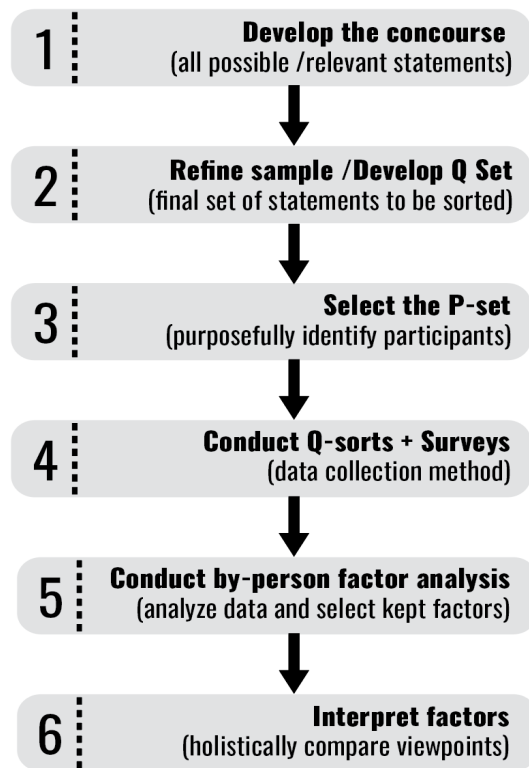 1
Develop the concourse
(all possible /relevant statements)
2
Refine sample /Develop Q Set
(final set of statements to be sorted)
3
Select the P-set
(purposefully identify participants)
4
Conduct Q-sorts + Surveys
(data collection method)
5
Conduct by-person factor analysis
(analyze data and select kept factors)
6
Interpret factors
(holistically compare viewpoints)